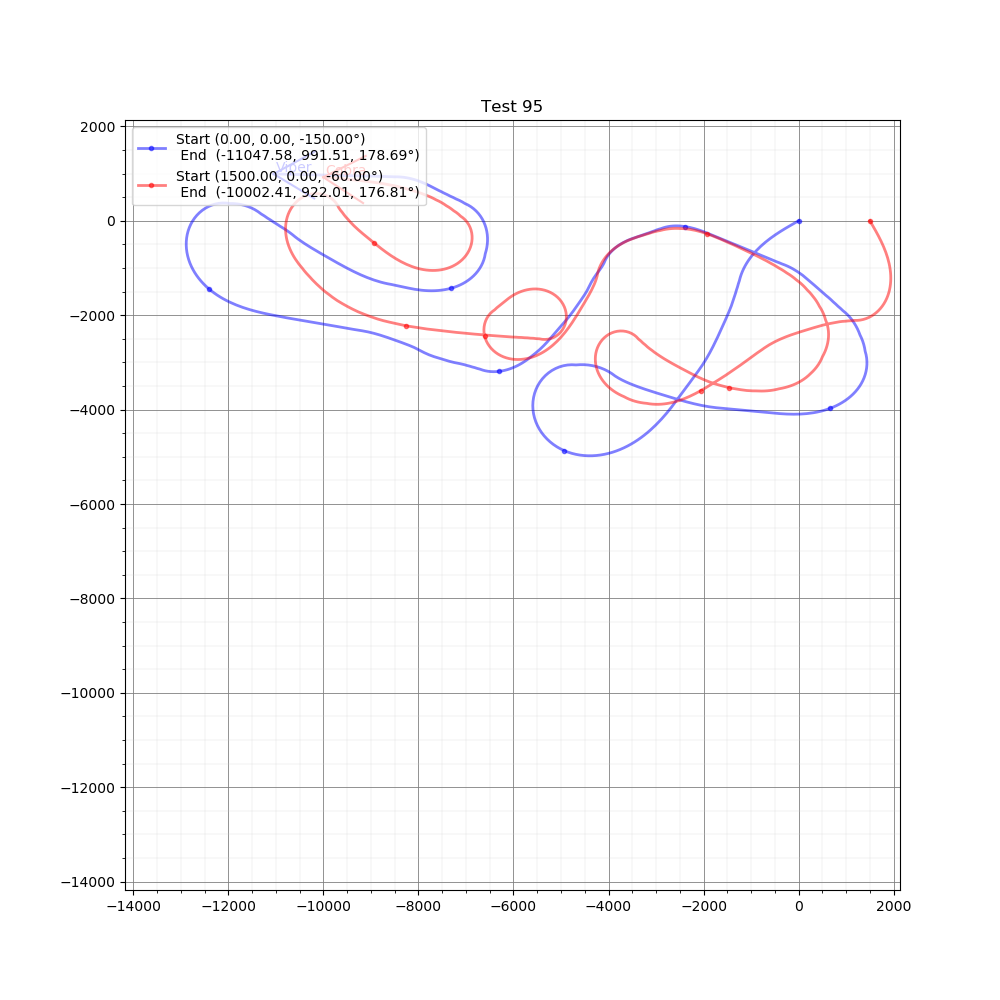 Test 95
Start (0.00, 0.00, -150.00°)
End  (-11047.58, 991.51, 178.69°)
Start (1500.00, 0.00, -60.00°)
End  (-10002.41, 922.01, 176.81°)
Viper
2000
0
−2000
−4000
−6000
−8000
−10000
−12000
−14000
−14000 −12000 −10000 −8000 −6000 −4000 −2000 0 2000